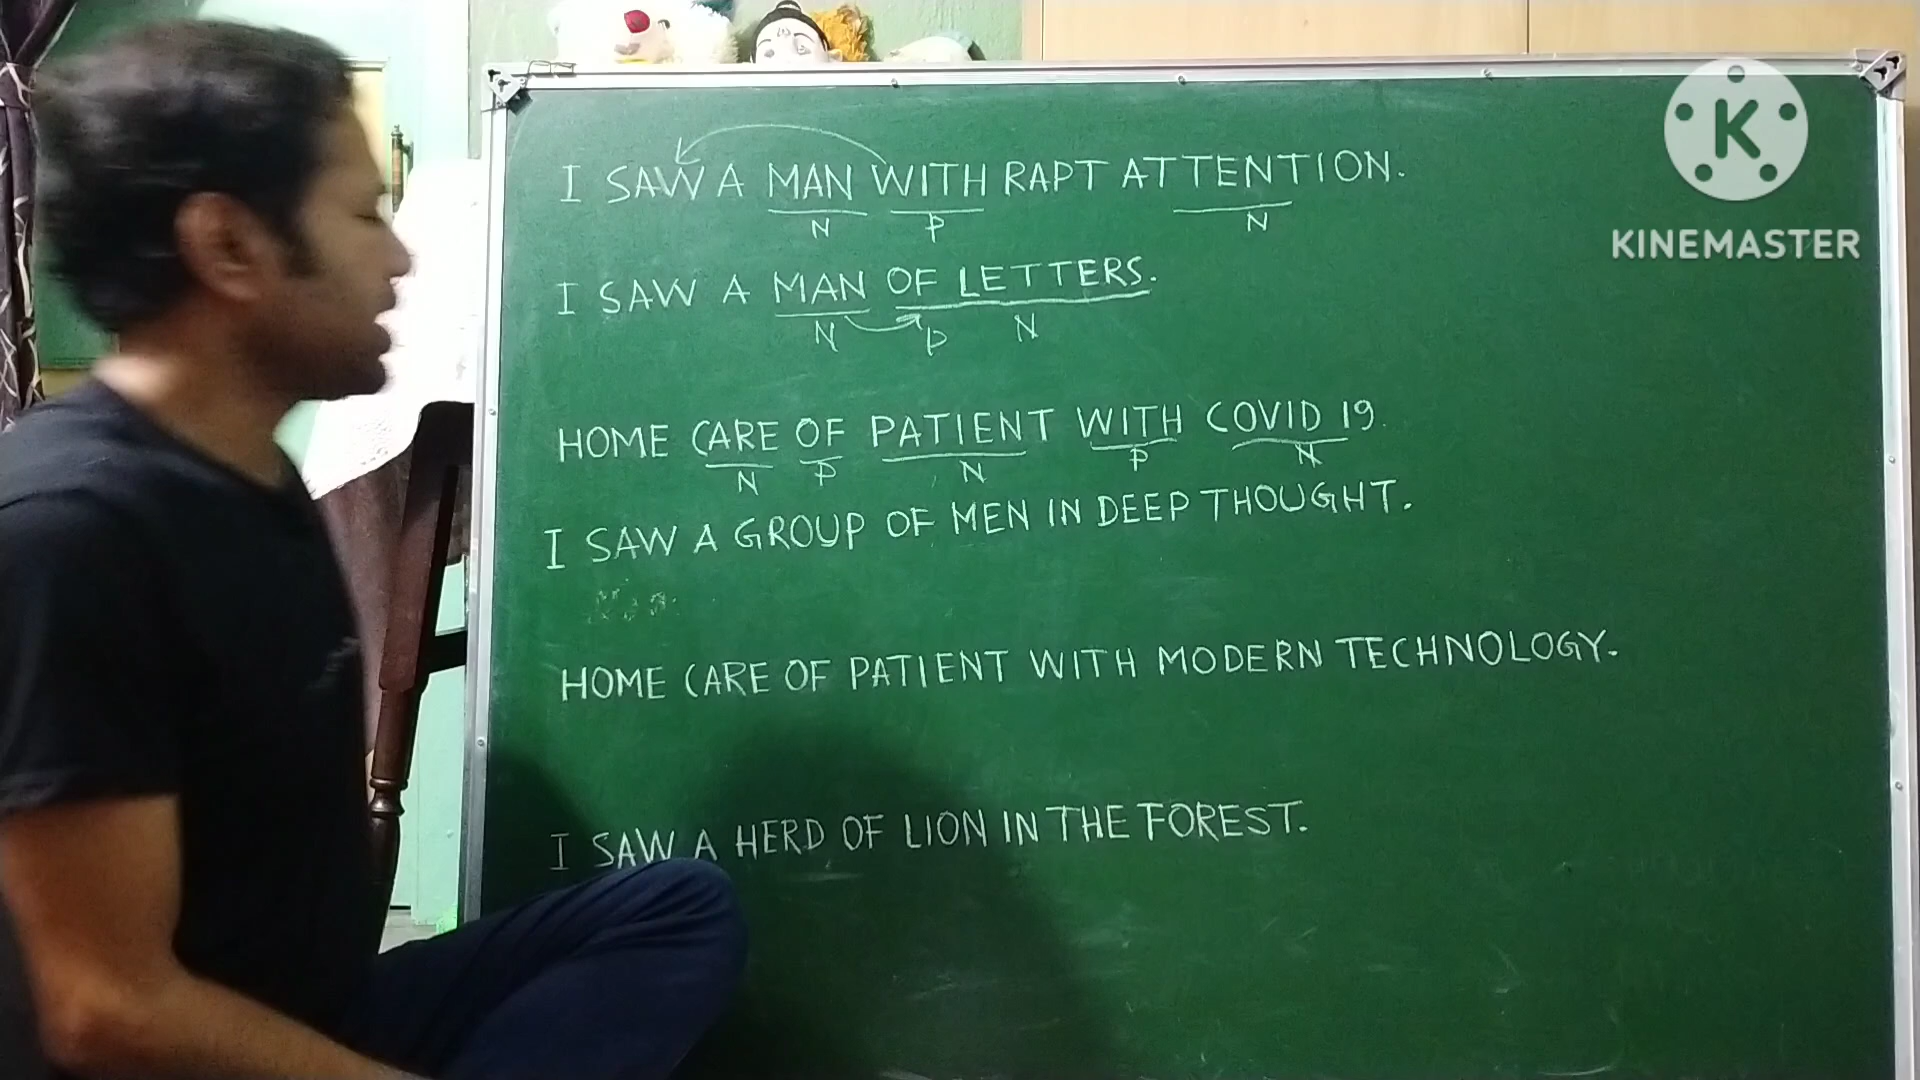 I SAW A MAN WITH RAPT ATTENTION.
N P N
I SAW A MAN OF LETTERS.
N P N
HOME CARE OF PATIENT WITH COVID 19.
N P N P N
I SAW A GROUP OF MEN IN DEEP THOUGHT.
HOME CARE OF PATIENT WITH MODERN TECHNOLOGY.
I SAW A HERD OF LION IN THE FOREST.
K
KINEMASTER